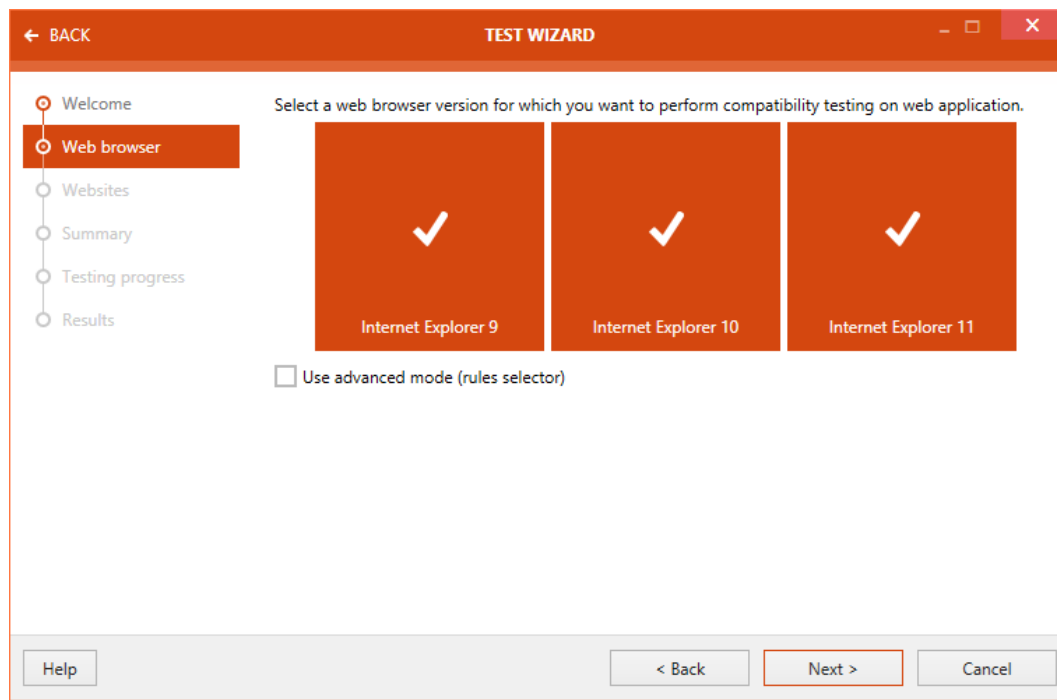 BACK
TEST WIZARD
Welcome
Web browser
Websites
Summary
Testing progress
Results
Select a web browser version for which you want to perform compatibility testing on web application.
Internet Explorer 9
Internet Explorer 10
Internet Explorer 11
Use advanced mode (rules selector)
Help
< Back
Next >
Cancel